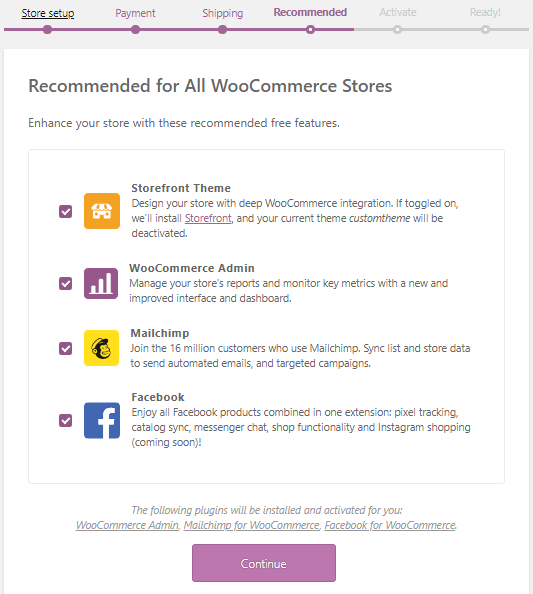 Store setup Payment Shipping Recommended Activate Ready!
Recommended for All WooCommerce Stores
Enhance your store with these recommended free features.
Storefront Theme
Design your store with deep WooCommerce integration. If toggled on,
we'll install Storefront, and your current theme customtheme will be
deactivated.
WooCommerce Admin
Manage your store's reports and monitor key metrics with a new and
improved interface and dashboard.
Mailchimp
Join the 16 million customers who use Mailchimp. Sync list and store data
to send automated emails, and targeted campaigns.
Facebook
Enjoy all Facebook products combined in one extension: pixel tracking,
catalog sync, messenger chat, shop functionality and Instagram shopping
(coming soon)!
The following plugins will be installed and activated for you:
WooCommerce Admin, Mailchimp for WooCommerce, Facebook for WooCommerce.
Continue